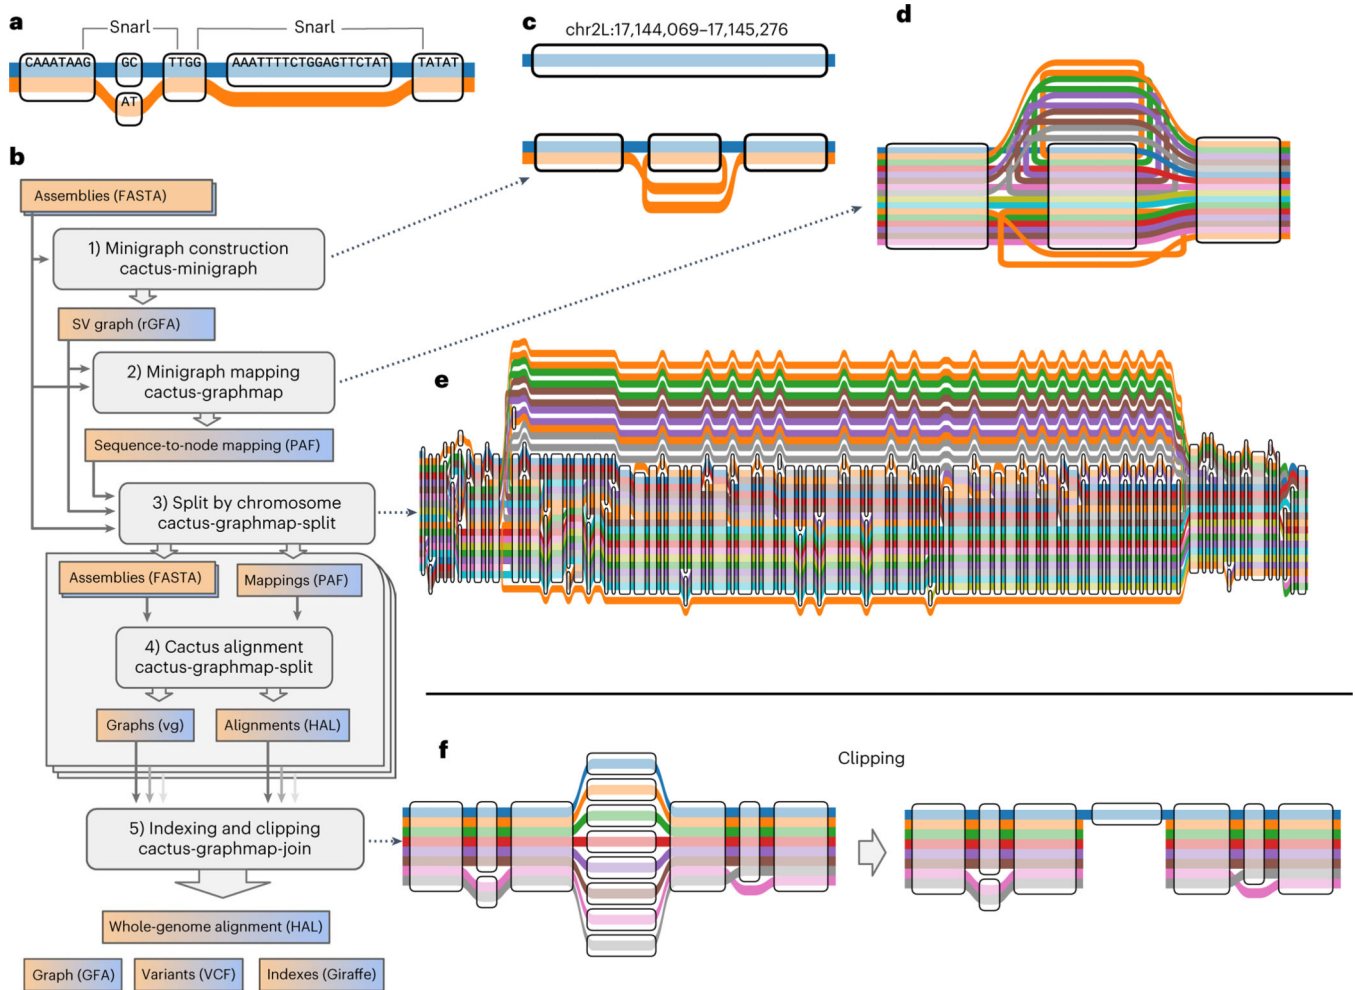 a
Snarl
Snarl
CAAATAAG
GC
TTGG
AAATTTTCTGGAGTTCTAT
TATAT
AT
b
Assemblies (FASTA)
1) Minigraph construction
cactus-minigraph
SV graph (rGFA)
2) Minigraph mapping
cactus-graphmap
Sequence-to-node mapping (PAF)
3) Split by chromosome
cactus-graphmap-split
Assemblies (FASTA)
Mappings (PAF)
4) Cactus alignment
cactus-graphmap-split
Graphs (vg)
Alignments (HAL)
5) Indexing and clipping
cactus-graphmap-join
Whole-genome alignment (HAL)
Graph (GFA)
Variants (VCF)
Indexes (Giraffe)
c
chr2L:17,144,069–17,145,276
d
e
f
Clipping